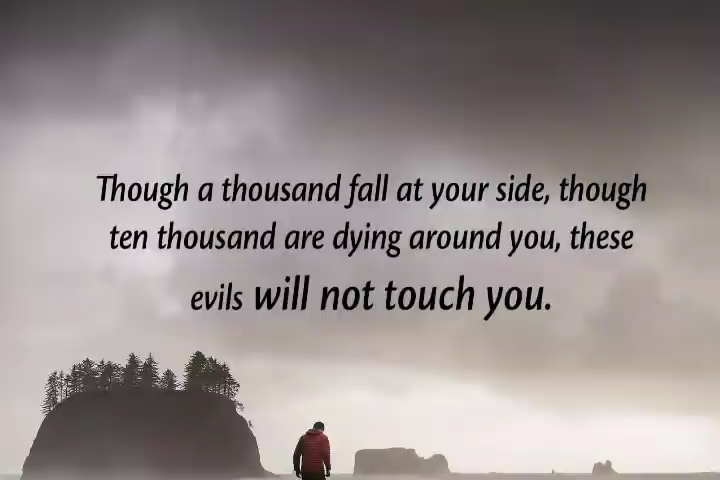 Though a thousand fall at your side, though
ten thousand are dying around you, these
evils will not touch you.